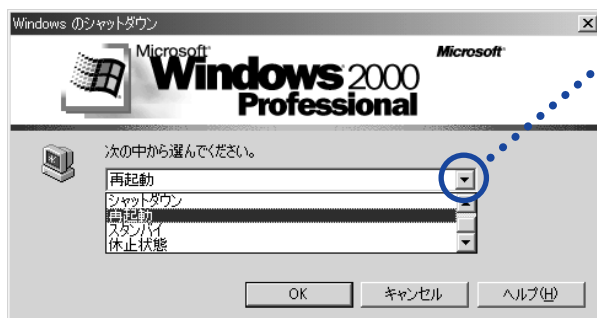 Windows のシャットダウン
Microsoft
Microsoft
Windows 2000
Professional
次の中から選んでください。
再起動
シャットダウン
再起動
スタンバイ
休止状態
OK キャンセル ヘルプ(H)